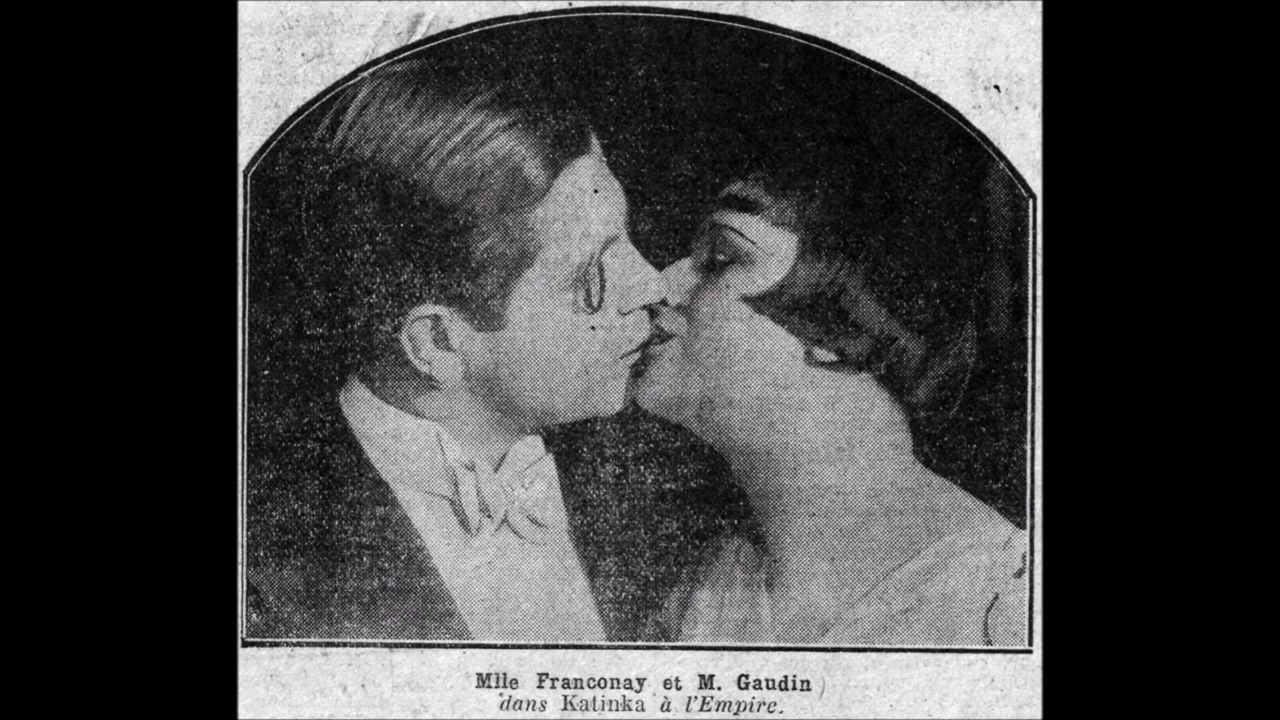 Mlle Franconay et M. Gaudin
dans Katinka à l'Empire.